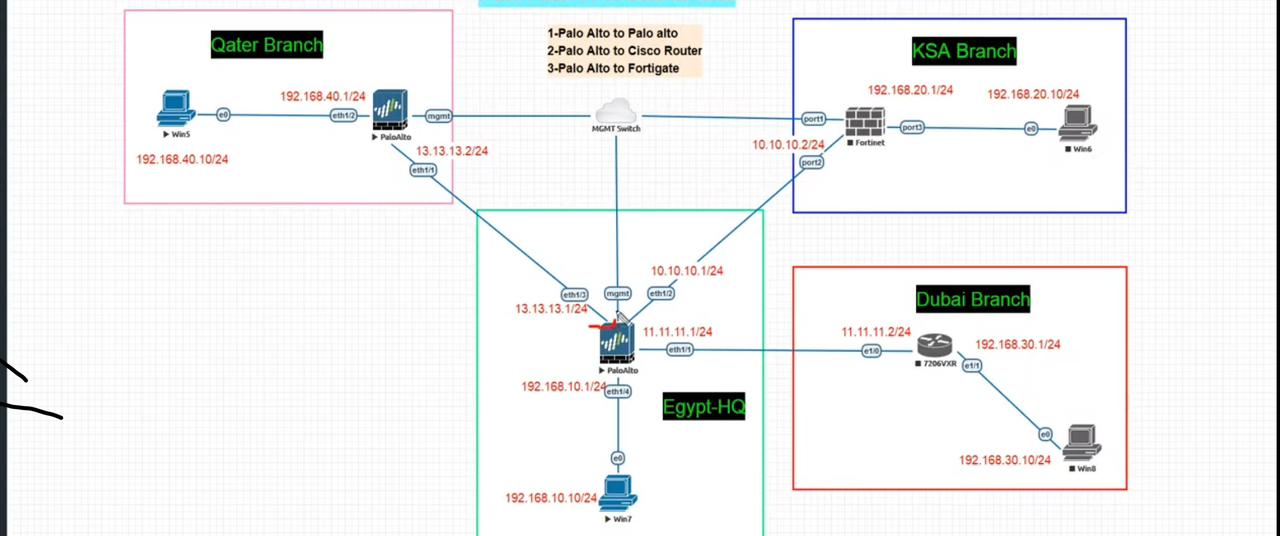 1-Palo Alto to Palo alto
2-Palo Alto to Cisco Router
3-Palo Alto to Fortigate
Qater Branch
192.168.40.1/24
e0
eth1/2
mgmt
Win5
PaloAlto
192.168.40.10/24
13.13.13.2/24
eth1/1
MGMT Switch
KSA Branch
192.168.20.1/24
192.168.20.10/24
port1
port3
e0
Fortinet
Win6
10.10.10.2/24
port2
10.10.10.1/24
eth1/3
mgmt
eth1/2
13.13.13.1/24
11.11.11.1/24
eth1/1
PaloAlto
192.168.10.1/24
eth1/4
Egypt-HQ
e0
192.168.10.10/24
Win7
Dubai Branch
11.11.11.2/24
192.168.30.1/24
e1/0
7206VXR
e1/1
e0
192.168.30.10/24
Win8